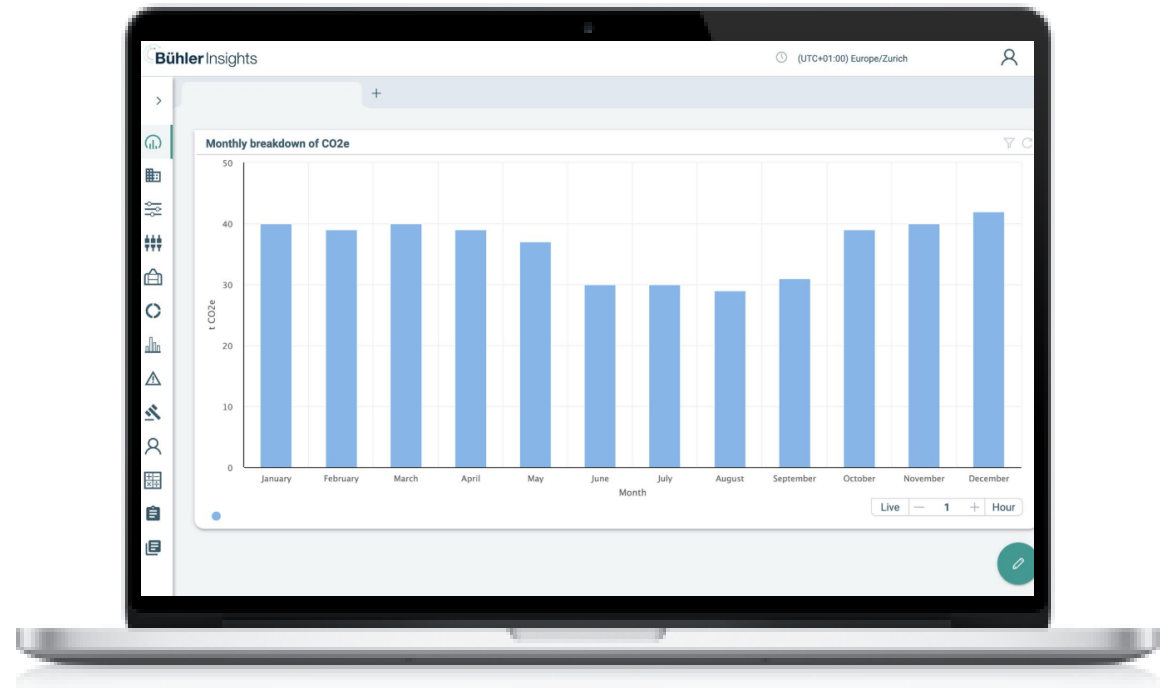 Bühler Insights
(UTC+01:00) Europe/Zurich
+
Monthly breakdown of CO2e
50
40
30
20
10
0
t CO2e
January February March April May June July August September October November December
Month
Live — 1 + Hour